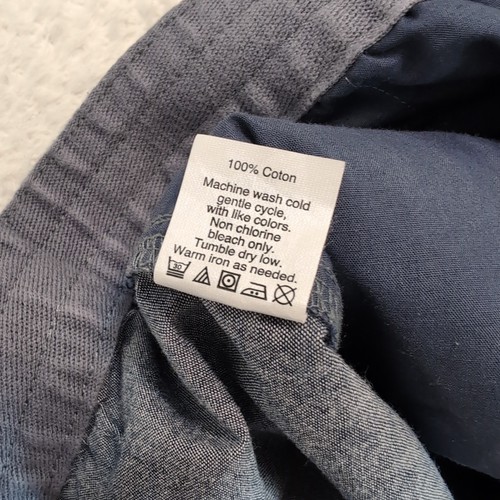 100% Coton
Machine wash cold
gentle cycle,
with like colors.
Non chlorine
bleach only.
Tumble dry low.
Warm iron as needed.
30